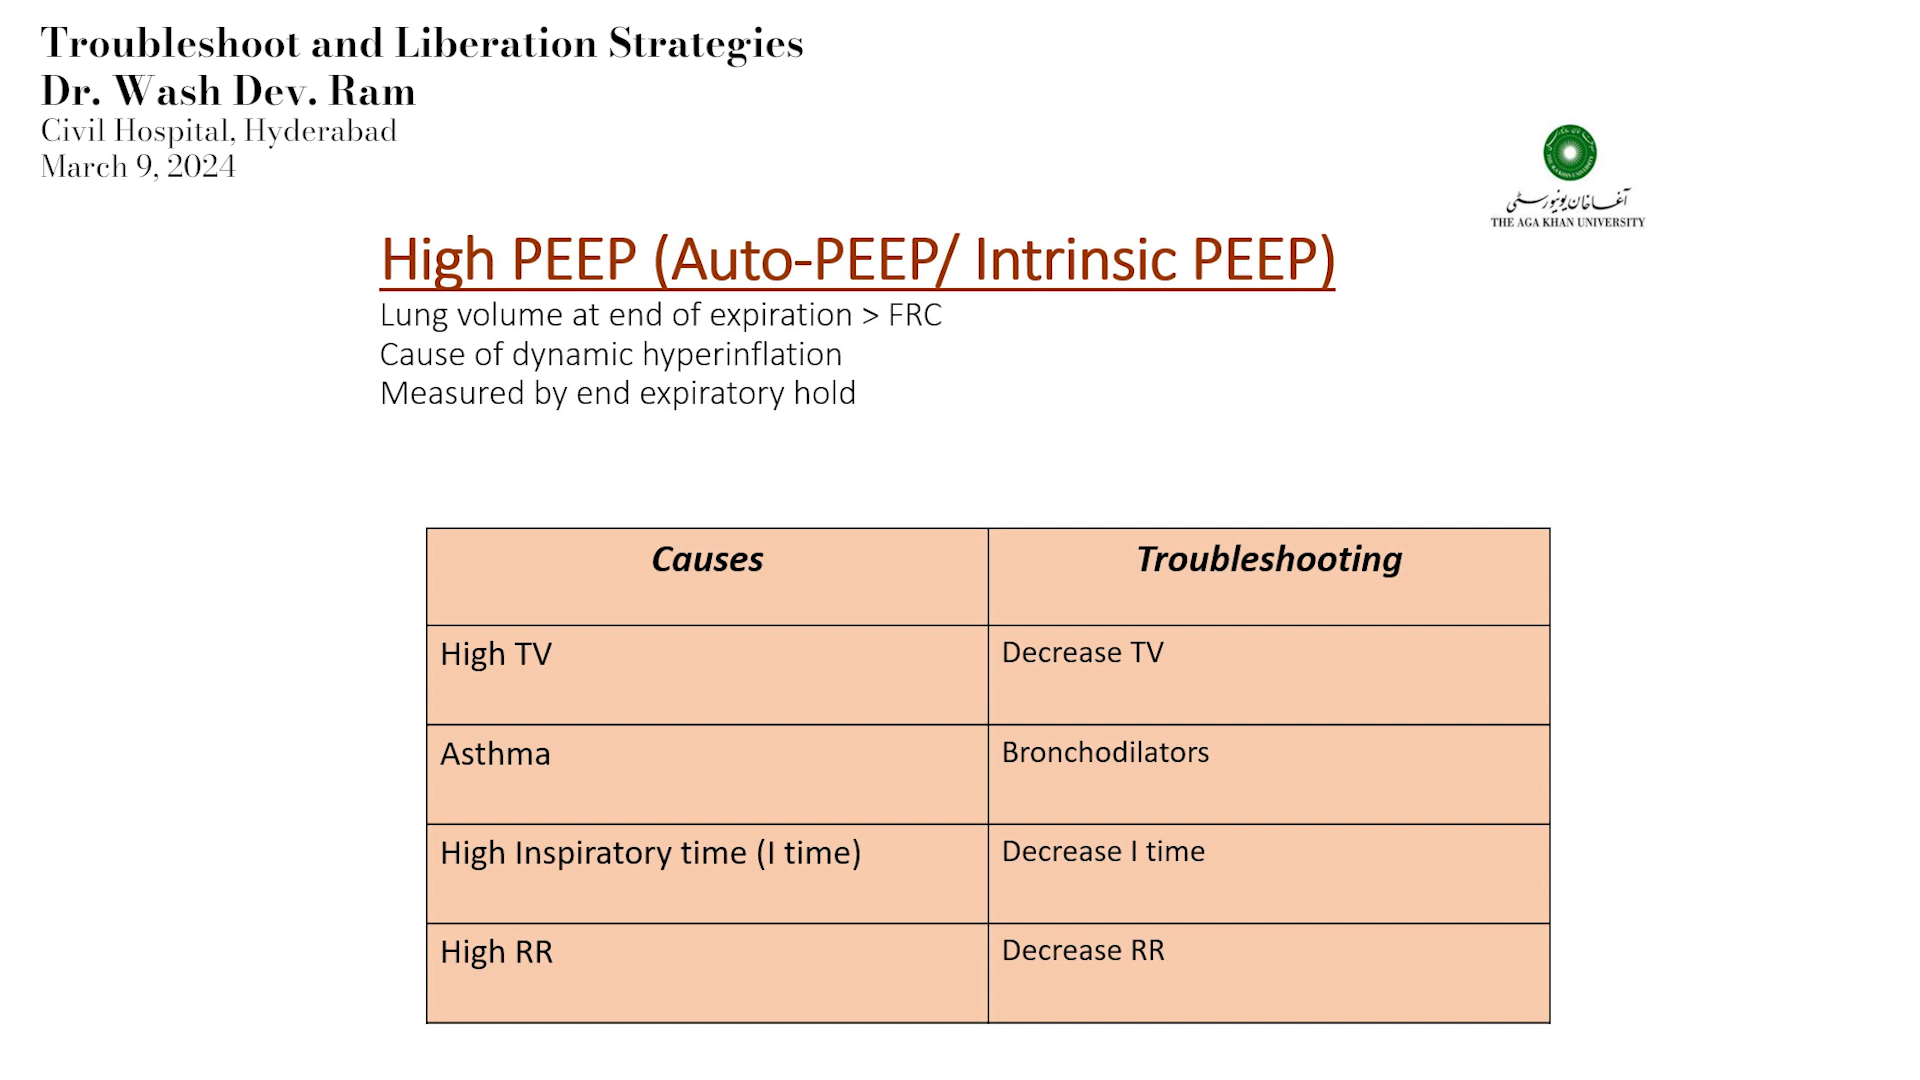 Troubleshoot and Liberation Strategies
Dr. Wash Dev. Ram
Civil Hospital, Hyderabad
March 9, 2024
آغا خان یونیورسٹی
THE AGA KHAN UNIVERSITY
High PEEP (Auto-PEEP/ Intrinsic PEEP)
Lung volume at end of expiration > FRC
Cause of dynamic hyperinflation
Measured by end expiratory hold
Causes Troubleshooting
High TV Decrease TV
Asthma Bronchodilators
High Inspiratory time (I time) Decrease I time
High RR Decrease RR